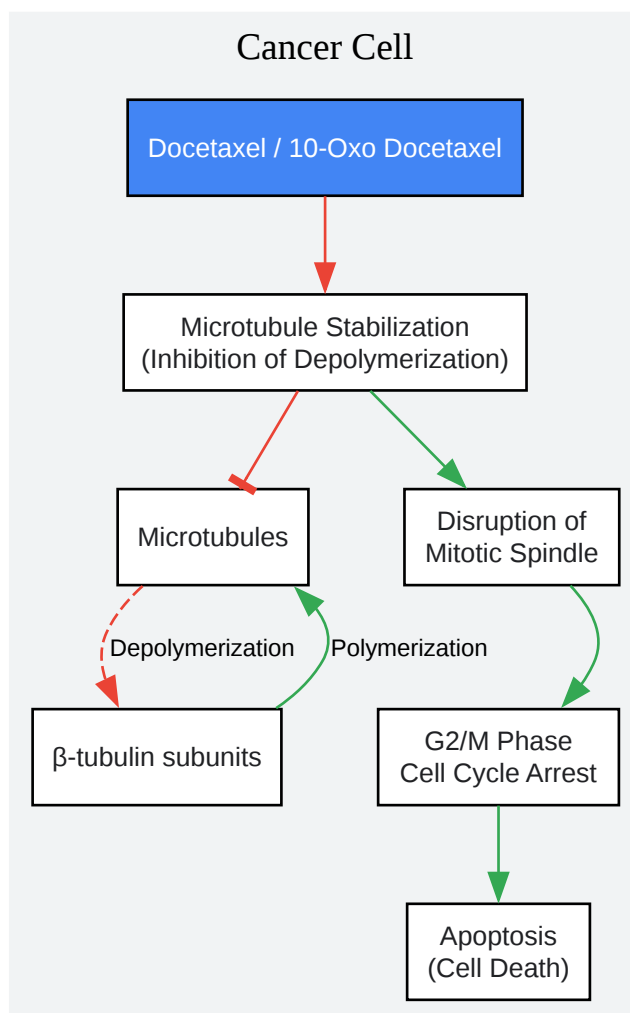 Cancer Cell
Docetaxel / 10-Oxo Docetaxel
Microtubule Stabilization
(Inhibition of Depolymerization)
Microtubules
Disruption of
Mitotic Spindle
Depolymerization
Polymerization
β-tubulin subunits
G2/M Phase
Cell Cycle Arrest
Apoptosis
(Cell Death)